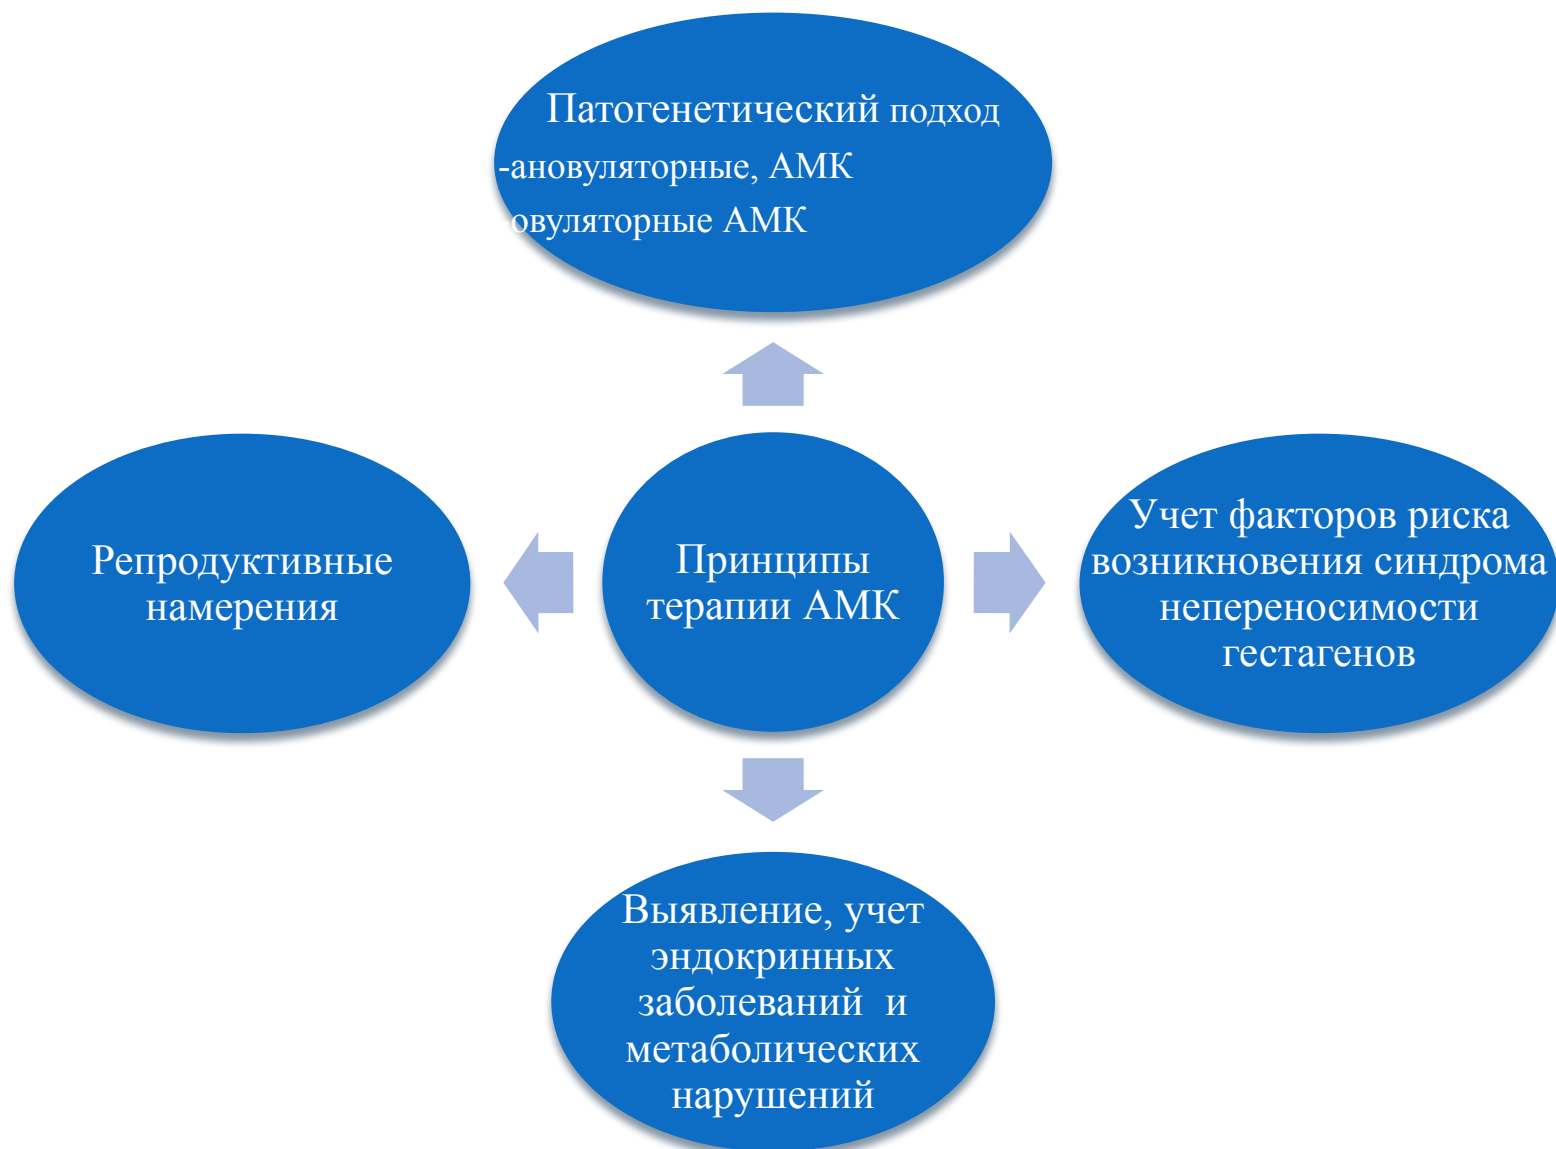 Патогенетический подход
-ановуляторные, АМК
-овуляторные АМК
Репродуктивные
намерения
Принципы
терапии АМК
Учет факторов риска
возникновения синдрома
непереносимости
гестагенов
Выявление, учет
эндокринных
заболеваний и
метаболических
нарушений